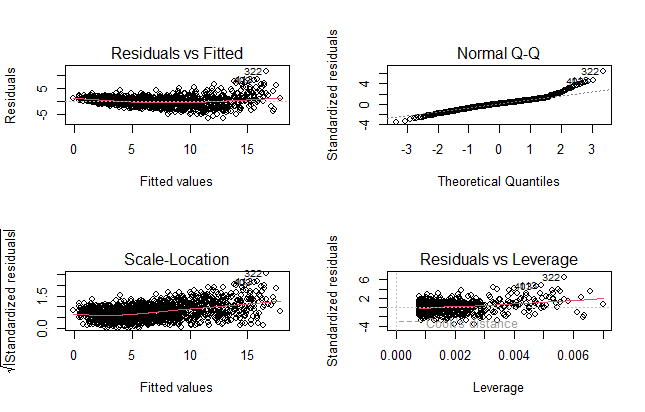 Residuals vs Fitted
Residuals
5
-5
322
0
5
10
15
Fitted values
Normal Q-Q
Standardized residuals
4
0
-4
322
-3
-2
-1
0
1
2
3
Theoretical Quantiles
Scale-Location
√|Standardized residuals|
1.5
0.0
322
0
5
10
15
Fitted values
Residuals vs Leverage
Standardized residuals
6
2
-4
322
Cook's distance
0.000
0.002
0.004
0.006
Leverage